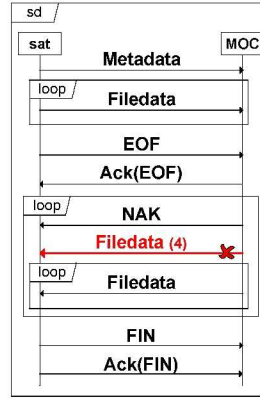 sd
sat MOC
Metadata
loop
Filedata
EOF
Ack(EOF)
loop
NAK
Filedata (4)
loop
Filedata
FIN
Ack(FIN)